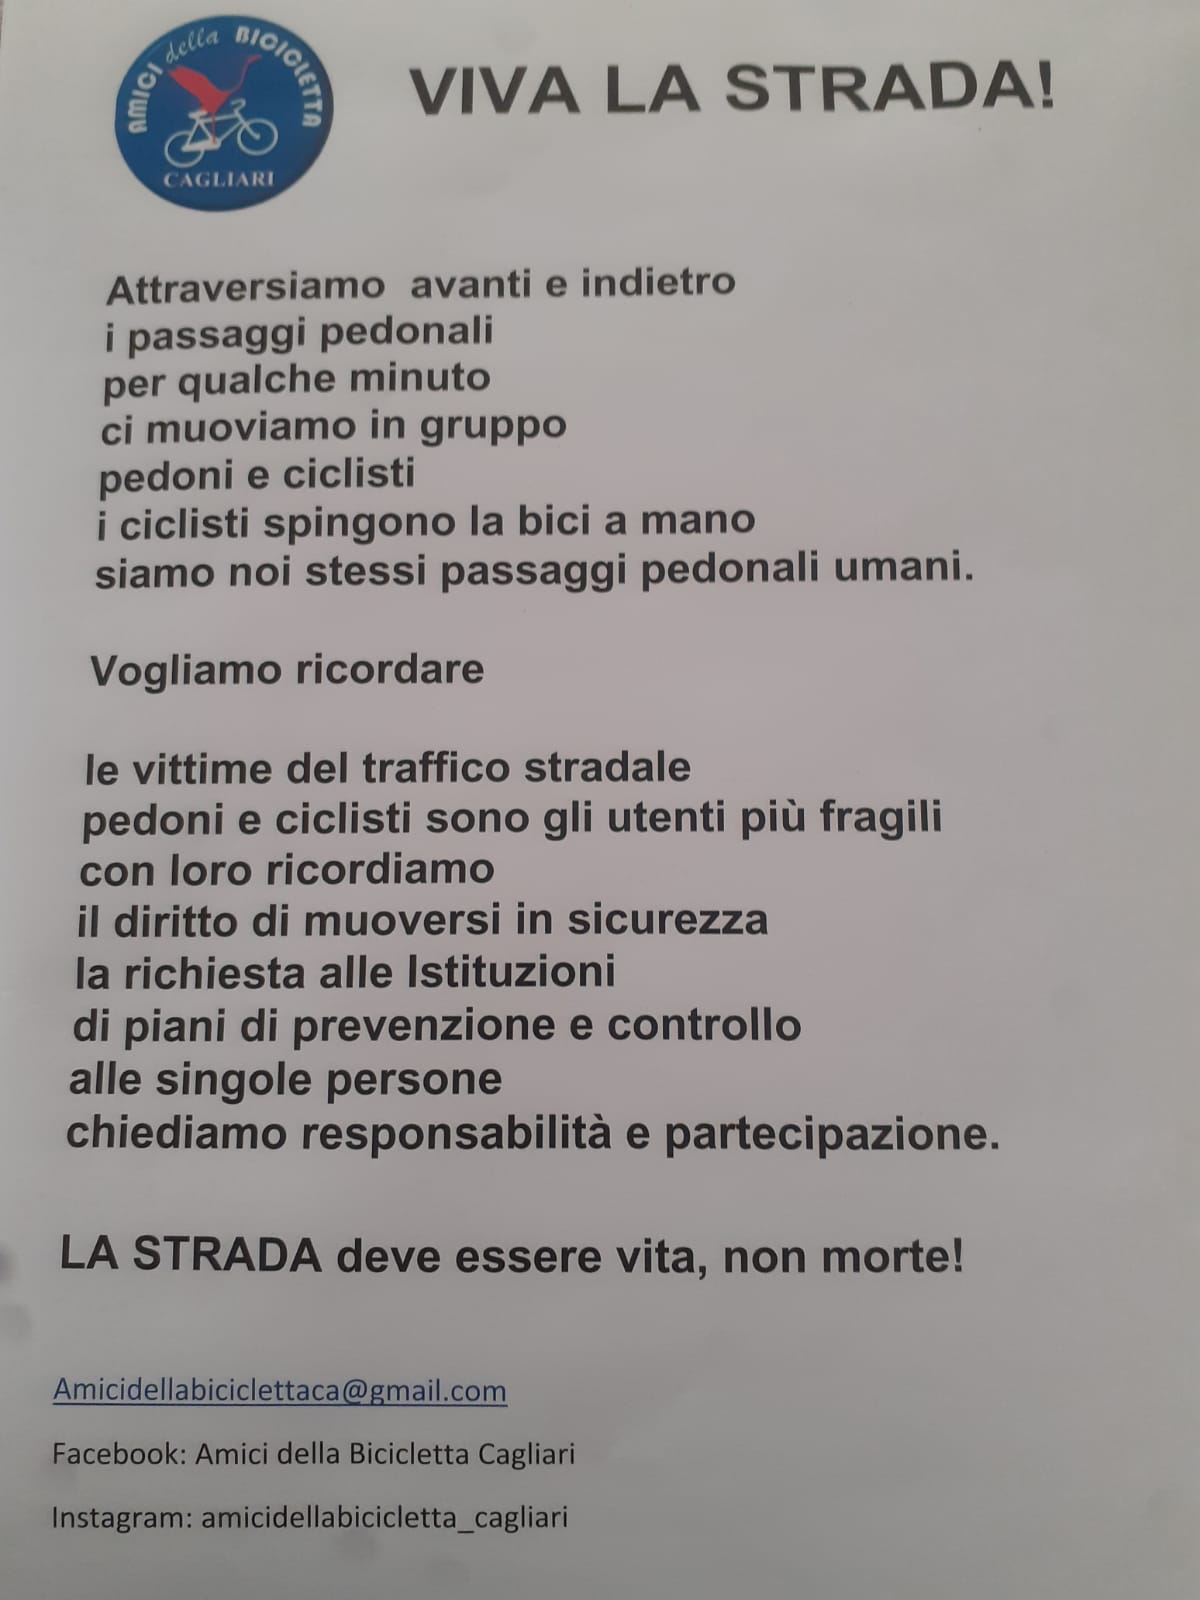 AMICI della BICICLETTA
CAGLIARI
VIVA LA STRADA!
Attraversiamo avanti e indietro
i passaggi pedonali
per qualche minuto
ci muoviamo in gruppo
pedoni e ciclisti
i ciclisti spingono la bici a mano
siamo noi stessi passaggi pedonali umani.
Vogliamo ricordare
le vittime del traffico stradale
pedoni e ciclisti sono gli utenti più fragili
con loro ricordiamo
il diritto di muoversi in sicurezza
la richiesta alle Istituzioni
di piani di prevenzione e controllo
alle singole persone
chiediamo responsabilità e partecipazione.
LA STRADA deve essere vita, non morte!
Amicidellabiciclettaca@gmail.com
Facebook: Amici della Bicicletta Cagliari
Instagram: amicidellabicicletta_cagliari